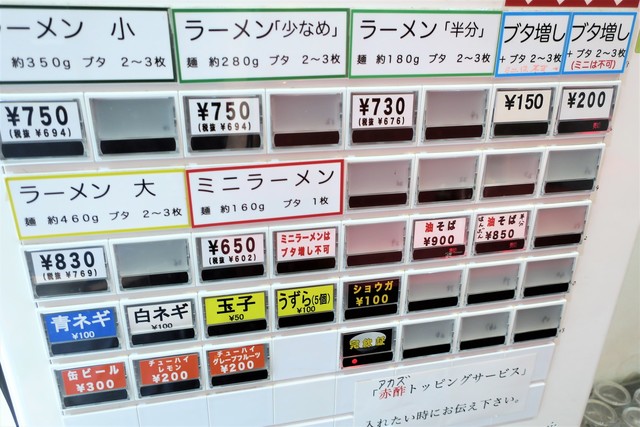 ーメン 小
約350g ブタ 2〜3枚
ラーメン「少なめ」
麺 約280g ブタ 2〜3枚
ラーメン「半分」
麺 約180g ブタ 2〜3枚
ブタ増し
+ ブタ 2〜3枚
ブタ増し
+ ブタ 2〜3枚
(ミニは不可)
¥750
(税抜 ¥694)
¥750
(税抜 ¥694)
¥730
(税抜 ¥676)
¥150
¥200
ラーメン 大
麺 約460g ブタ 2〜3枚
ミニラーメン
麺 約160g ブタ 1枚
¥830
(税抜 ¥769)
¥650
(税抜 ¥602)
ミニラーメンは
ブタ増し不可
油そば
¥900
油そば
半分
¥850
青ネギ
¥100
白ネギ
¥100
玉子
¥50
うずら(5個)
¥100
ショウガ
¥100
缶ビール
¥300
チューハイ
レモン
¥200
チューハイ
グレープフルーツ
¥200
アカズ
「赤酢トッピングサービス」
入れたい時にお伝え下さい。